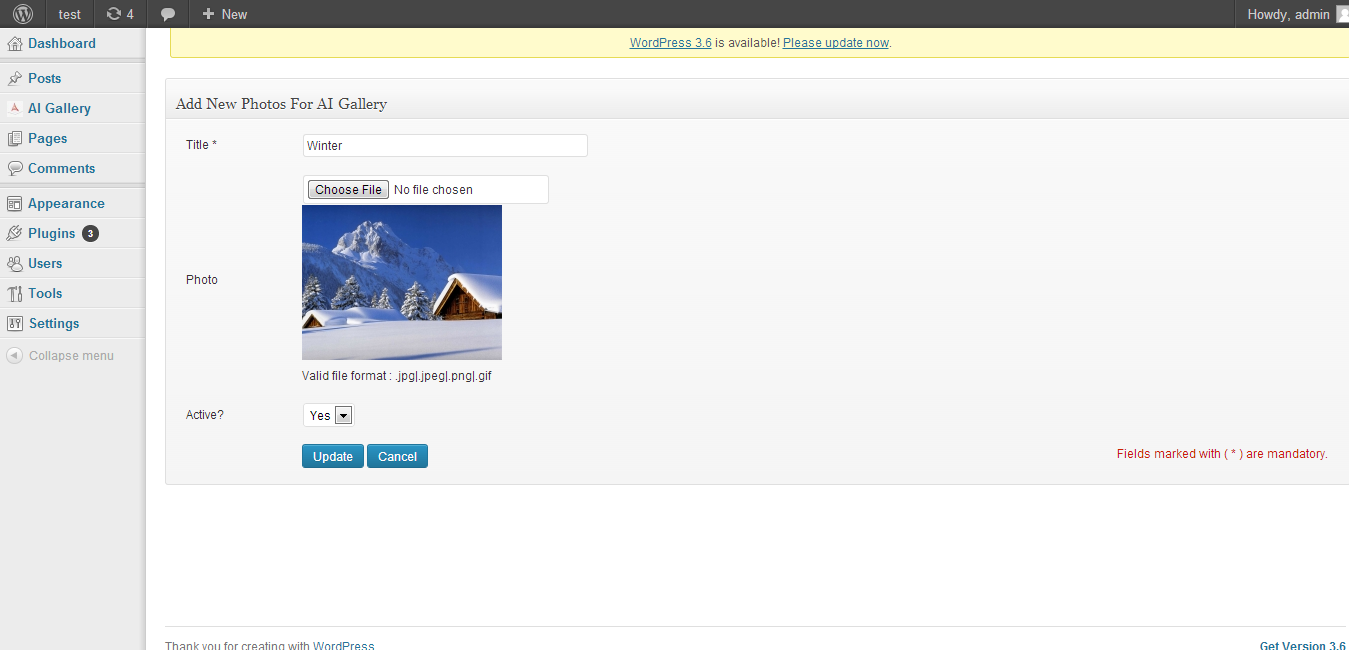 test 4 New Howdy, admin
Dashboard
Posts
AI Gallery
Pages
Comments
Appearance
Plugins 3
Users
Tools
Settings
Collapse menu
WordPress 3.6 is available! Please update now.
Add New Photos For AI Gallery
Title * Winter
Choose File No file chosen
Photo
Valid file format : .jpg|.jpeg|.png|.gif
Active? Yes
Update Cancel Fields marked with ( * ) are mandatory.
Thank you for creating with WordPress Get Version 3.6